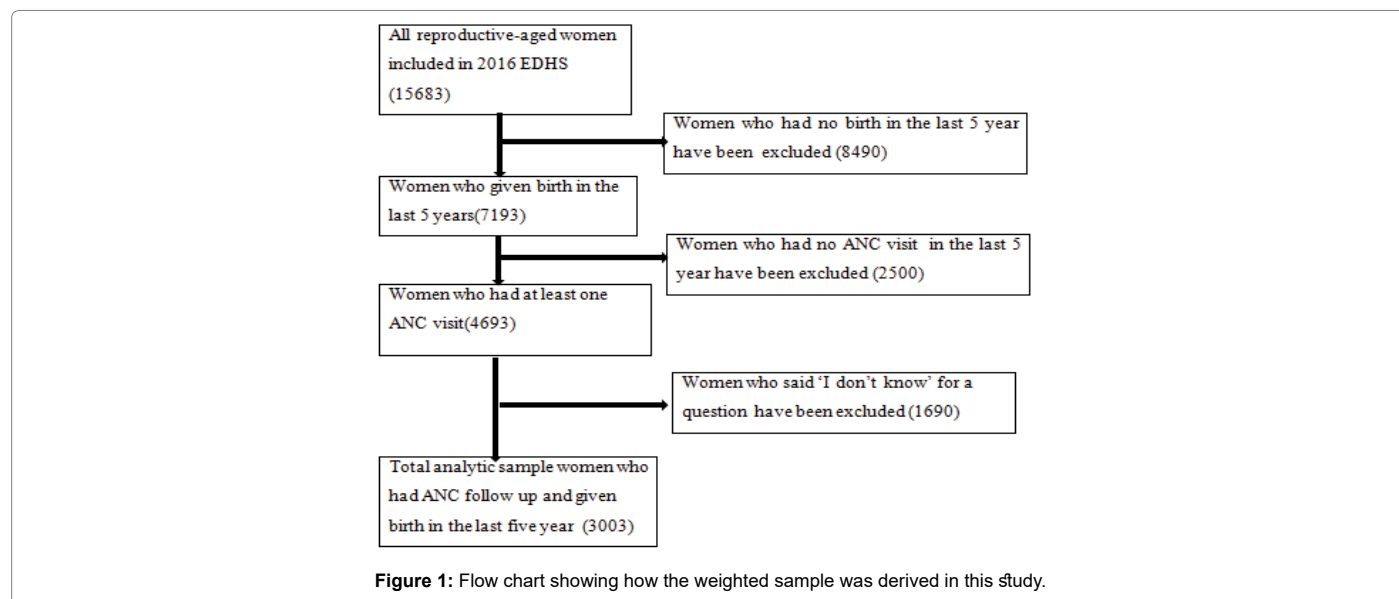 All reproductive-aged women
included in 2016 EDHS
(15683)
Women who had no birth in the last 5 year
have been excluded (8490)
Women who given birth in the
last 5 years(7193)
Women who had no ANC visit in the last 5
year have been excluded (2500)
Women who had at least one
ANC visit(4693)
Women who said ‘I don’t know’ for a
question have been excluded (1690)
Total analytic sample women who
had ANC follow up and given
birth in the last five year (3003)
Figure 1: Flow chart showing how the weighted sample was derived in this study.